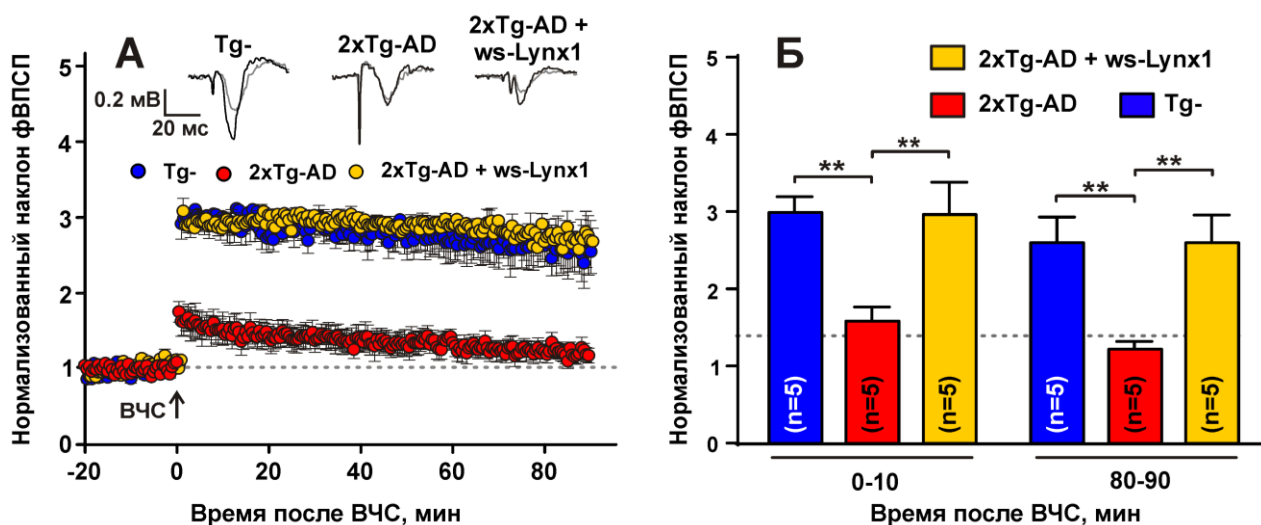 А
Tg-
2xTg-AD
2xTg-AD +
ws-Lynx1
0.2 мВ
20 мс
Tg-
2xTg-AD
2xTg-AD + ws-Lynx1
Нормализованный наклон фВПСП
5
4
3
2
1
0
ВЧС
-20
0
20
40
60
80
Время после ВЧС, мин
Б
2xTg-AD + ws-Lynx1
2xTg-AD
Tg-
Нормализованный наклон фВПСП
5
4
3
2
1
0
**
**
**
**
(n=5)
(n=5)
(n=5)
(n=5)
(n=5)
(n=5)
0-10
80-90
Время после ВЧС, мин